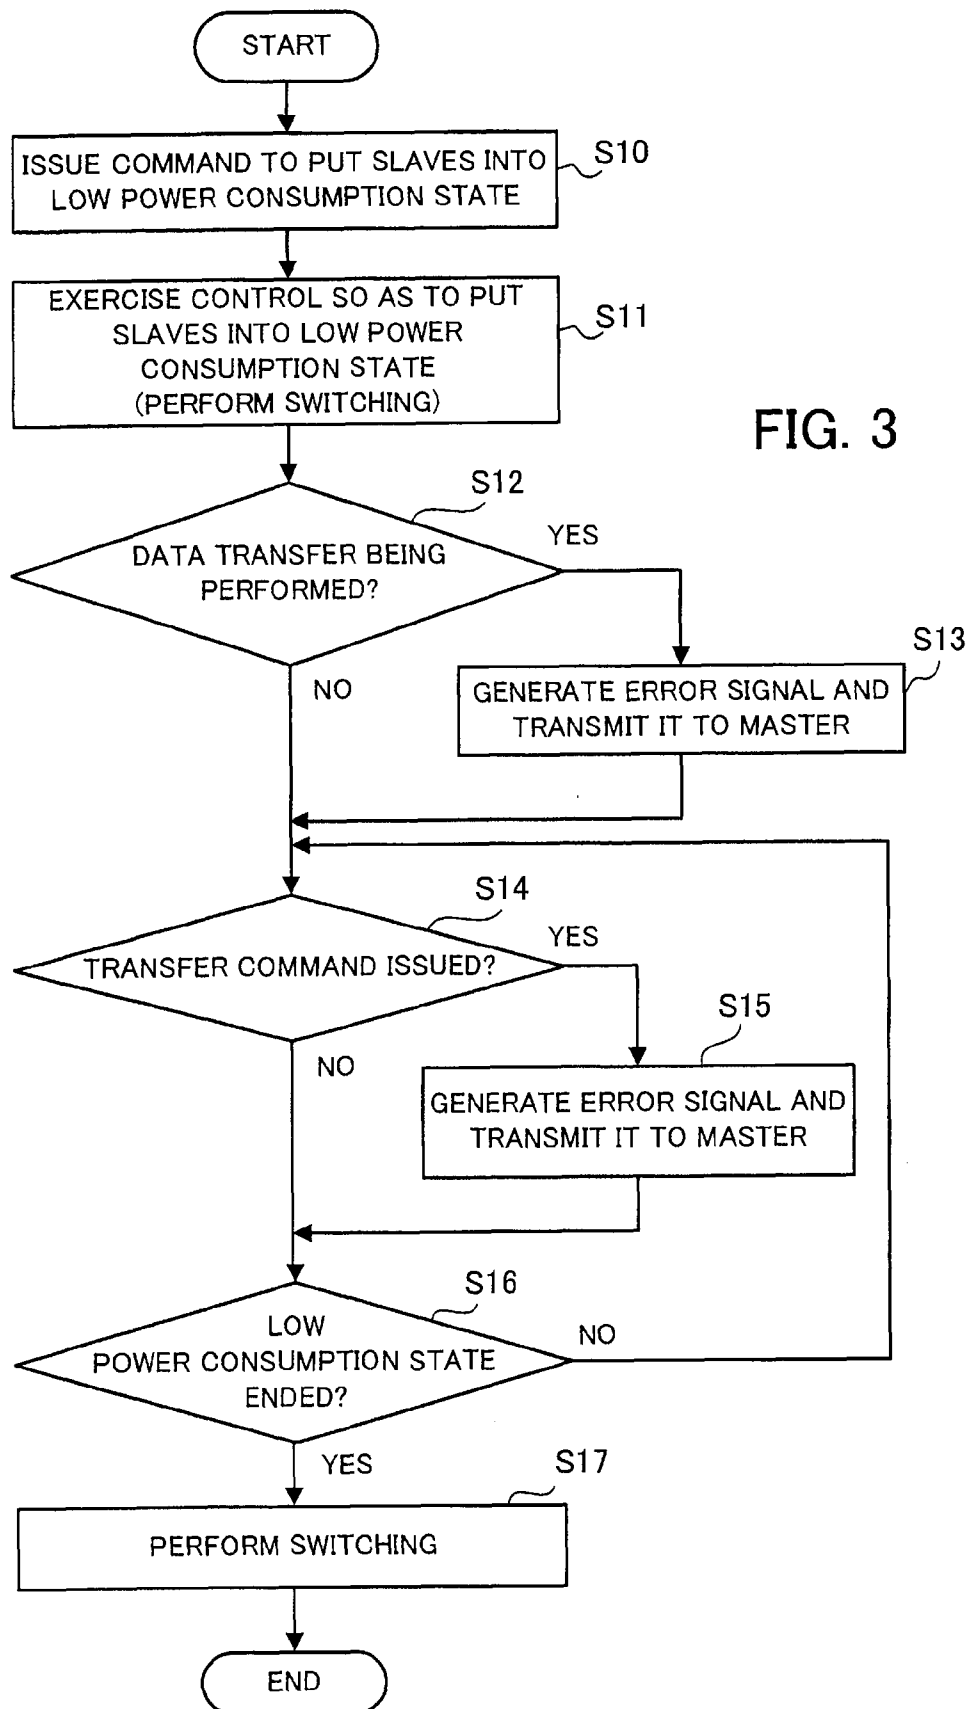 START
ISSUE COMMAND TO PUT SLAVES INTO
LOW POWER CONSUMPTION STATE
S10
EXERCISE CONTROL SO AS TO PUT
SLAVES INTO LOW POWER
CONSUMPTION STATE
(PERFORM SWITCHING)
S11
FIG. 3
S12
DATA TRANSFER BEING
PERFORMED?
YES
NO
S13
GENERATE ERROR SIGNAL AND
TRANSMIT IT TO MASTER
S14
TRANSFER COMMAND ISSUED?
YES
NO
S15
GENERATE ERROR SIGNAL AND
TRANSMIT IT TO MASTER
S16
LOW
POWER CONSUMPTION STATE
ENDED?
NO
YES
S17
PERFORM SWITCHING
END